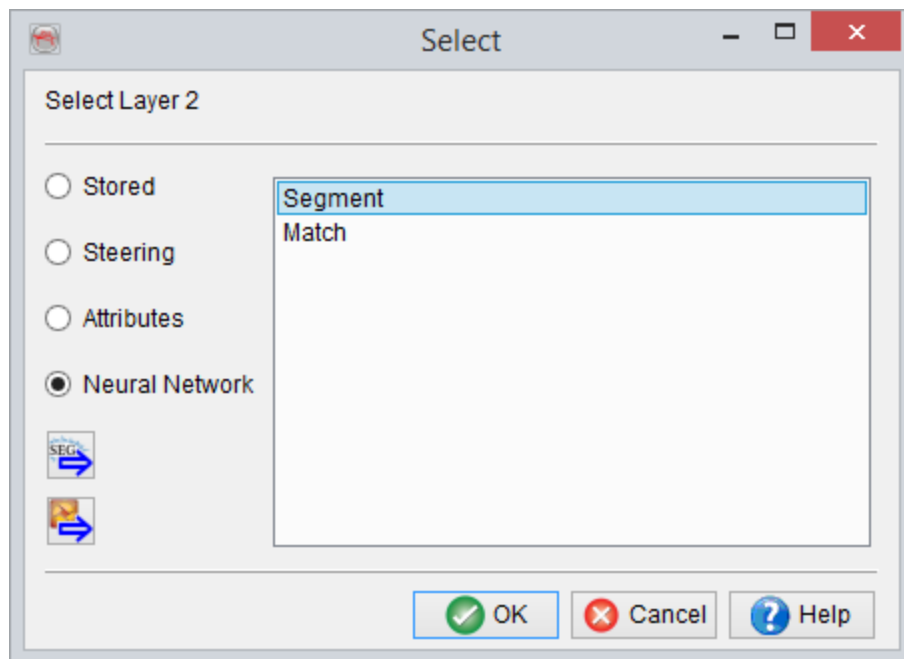 Select
Select Layer 2
Stored
Segment
Match
Steering
Attributes
Neural Network
SEG
OK Cancel Help